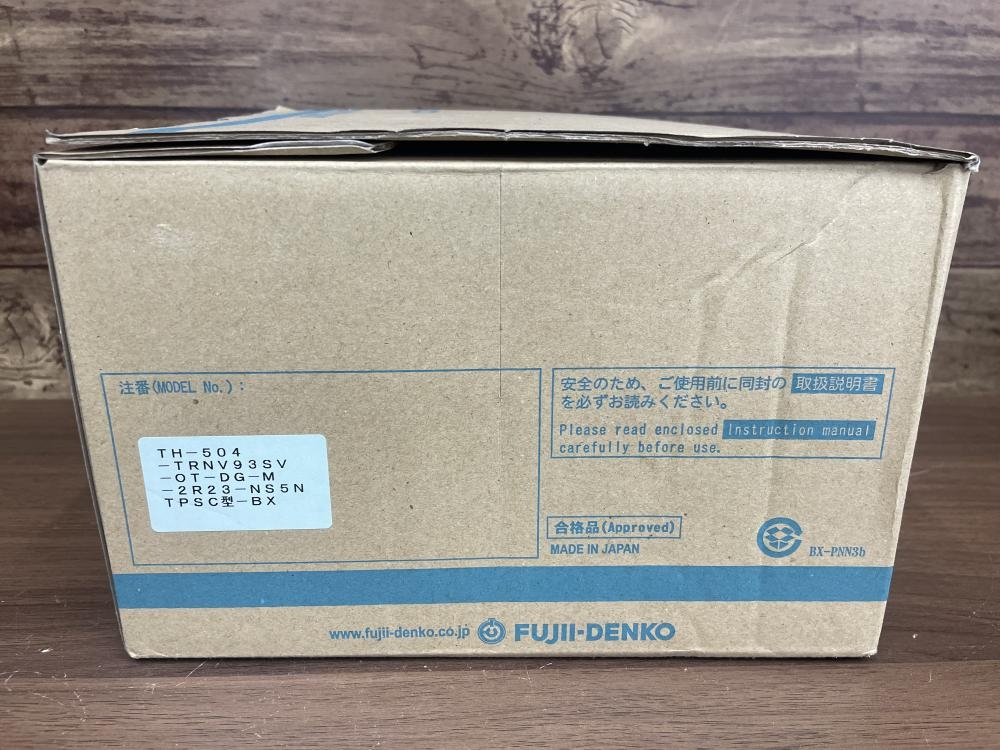 注番(MODEL No.):
TH-504
-TRNV93SV
-OT-DG-M
-2R23-NS5N
TPSC型-BX
安全のため、ご使用前に同封の 取扱説明書
を必ずお読みください。
Please read enclosed Instruction manual
carefully before use.
合格品(Approved)
MADE IN JAPAN
BX-PNN3b
www.fujii-denko.co.jp FUJII-DENKO